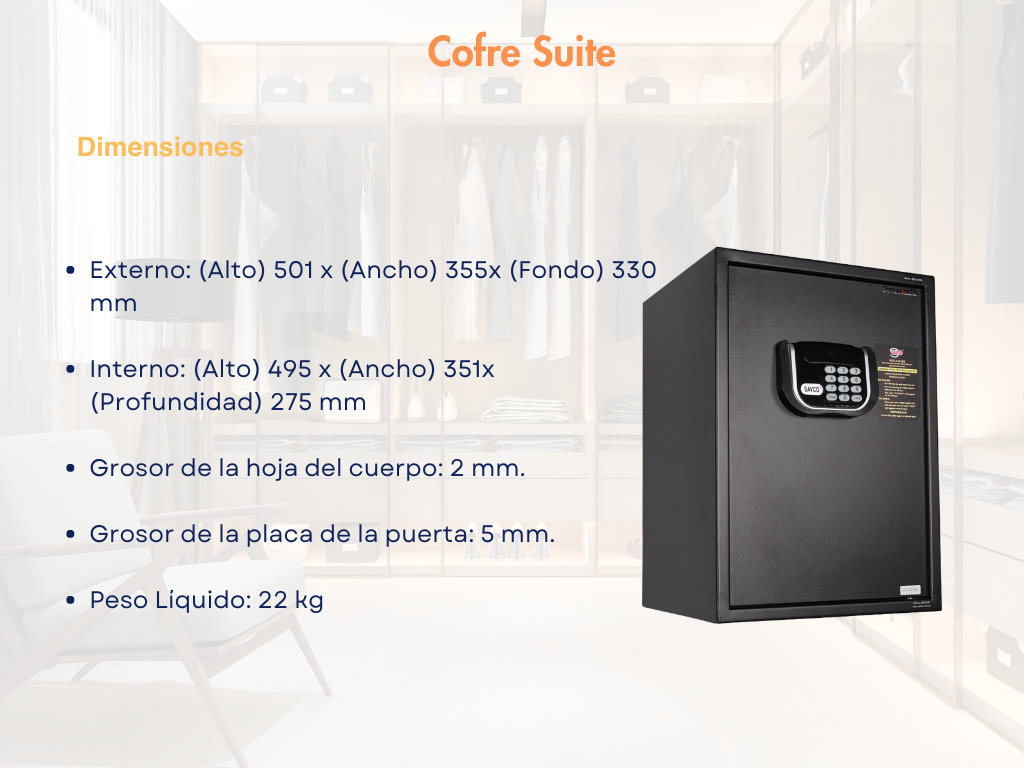 Cofre Suite
Dimensiones
• Externo: (Alto) 501 x (Ancho) 355x (Fondo) 330
mm
• Interno: (Alto) 495 x (Ancho) 351x
(Profundidad) 275 mm
• Grosor de la hoja del cuerpo: 2 mm.
• Grosor de la placa de la puerta: 5 mm.
• Peso Líquido: 22 kg
SAYCO